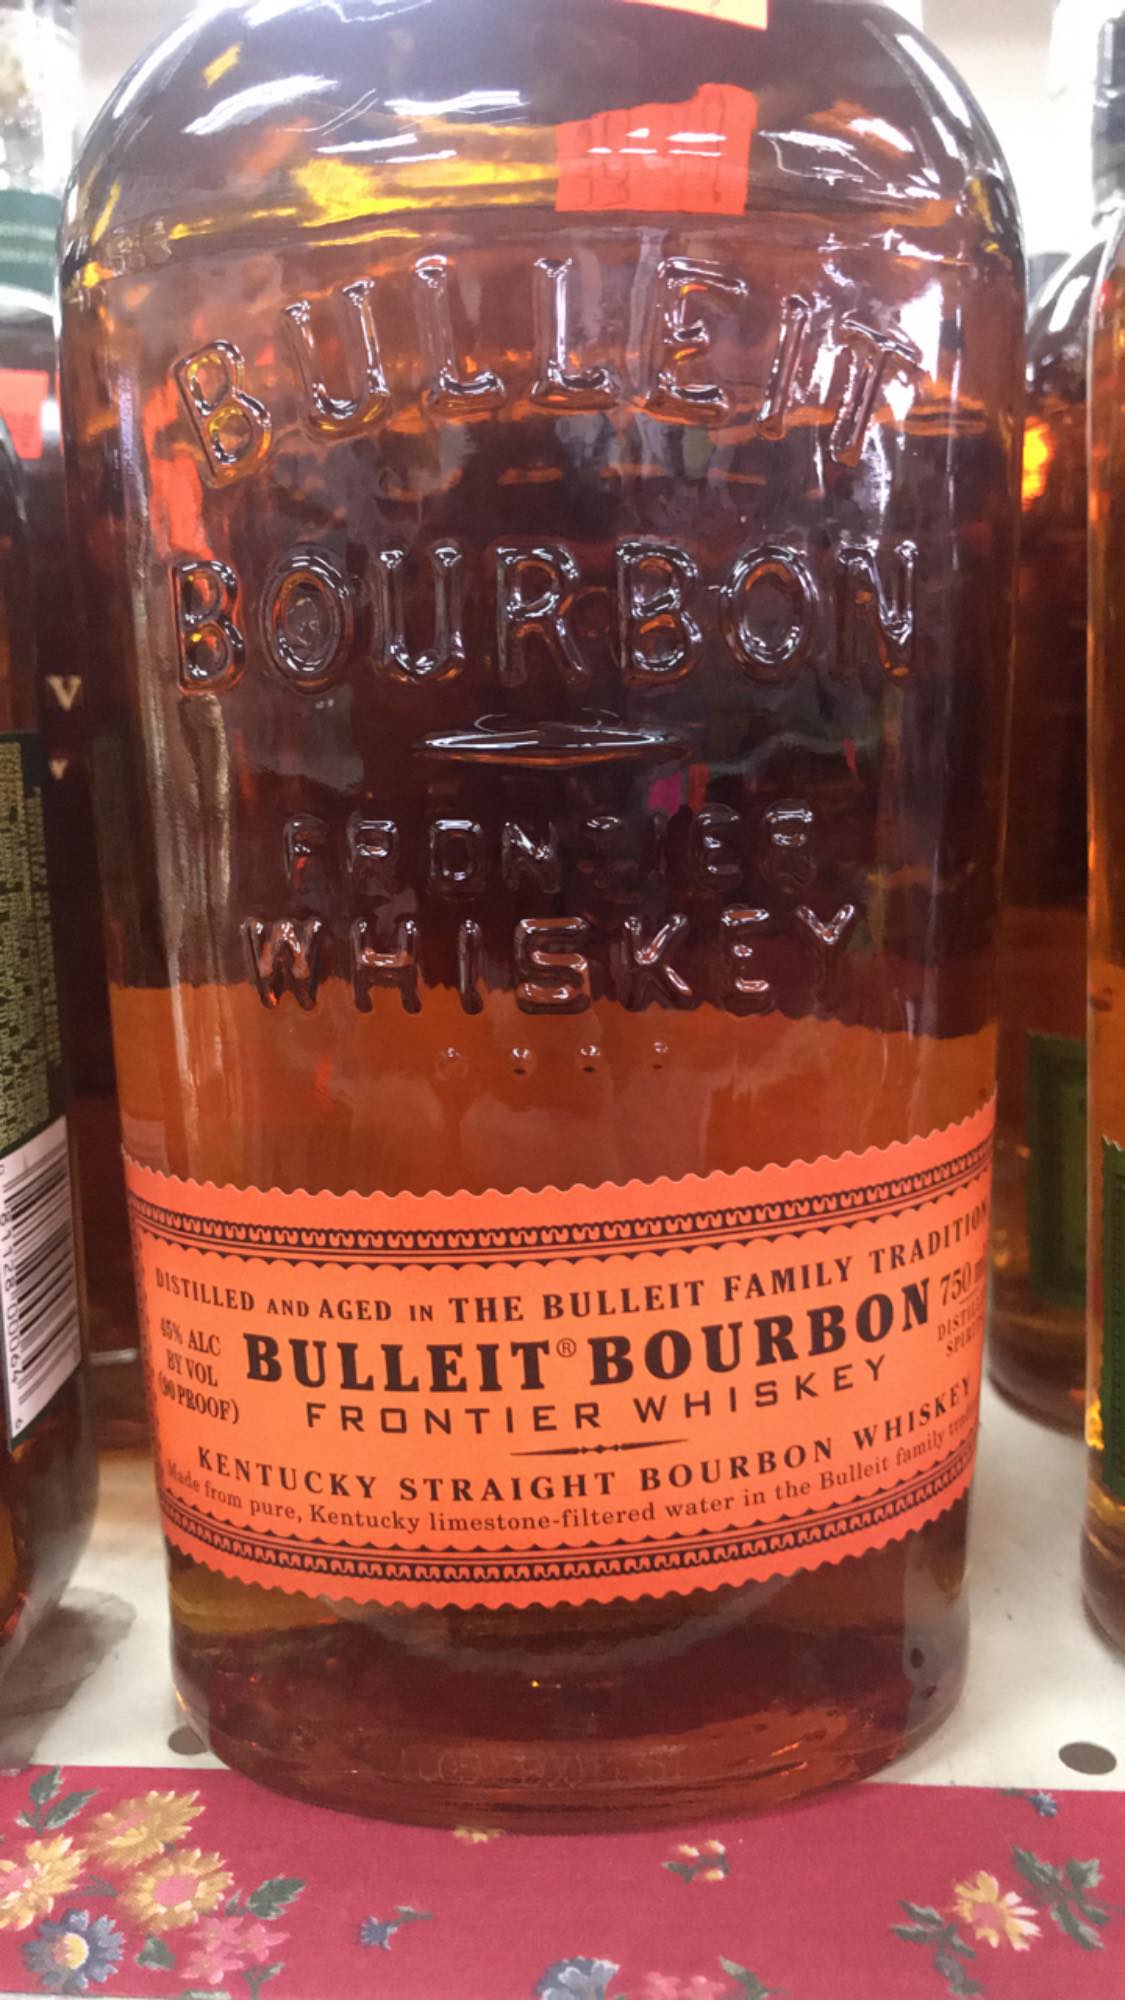 BULLEIT
BOURBON
FRONTIER
WHISKEY
DISTILLED AND AGED IN THE BULLEIT FAMILY TRADITION
45% ALC
BY VOL
(90 PROOF)
BULLEIT® BOURBON
FRONTIER WHISKEY
750
KENTUCKY STRAIGHT BOURBON WHISKEY
Made from pure, Kentucky limestone-filtered water in the Bulleit family
V